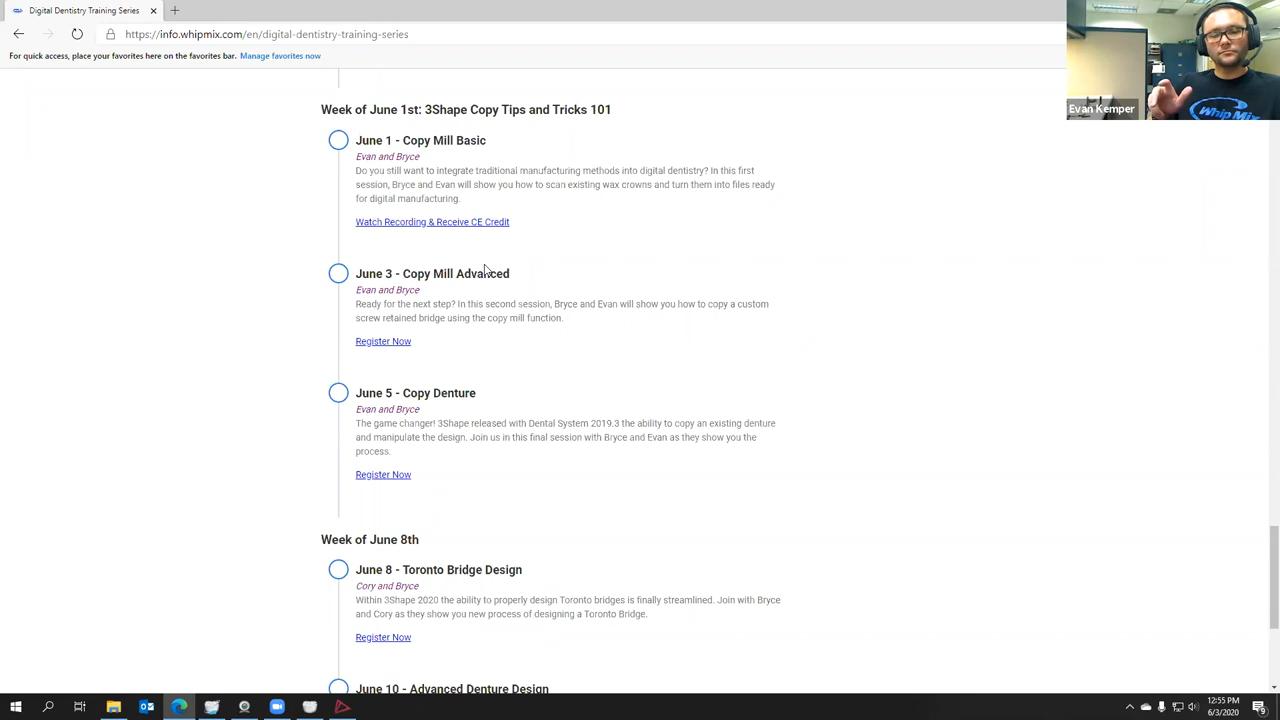 Digital Dentistry Training Series
https://info.whipmix.com/en/digital-dentistry-training-series
For quick access, place your favorites here on the favorites bar. Manage favorites now
Evan Kemper
Whip Mix
Week of June 1st: 3Shape Copy Tips and Tricks 101
June 1 - Copy Mill Basic
Evan and Bryce
Do you still want to integrate traditional manufacturing methods into digital dentistry? In this first
session, Bryce and Evan will show you how to scan existing wax crowns and turn them into files ready
for digital manufacturing.
Watch Recording & Receive CE Credit
June 3 - Copy Mill Advanced
Evan and Bryce
Ready for the next step? In this second session, Bryce and Evan will show you how to copy a custom
screw retained bridge using the copy mill function.
Register Now
June 5 - Copy Denture
Evan and Bryce
The game changer! 3Shape released with Dental System 2019.3 the ability to copy an existing denture
and manipulate the design. Join us in this final session with Bryce and Evan as they show you the
process.
Register Now
Week of June 8th
June 8 - Toronto Bridge Design
Cory and Bryce
Within 3Shape 2020 the ability to properly design Toronto bridges is finally streamlined. Join with Bryce
and Cory as they show you new process of designing a Toronto Bridge.
Register Now
June 10 - Advanced Denture Design
12:55 PM
6/3/2020